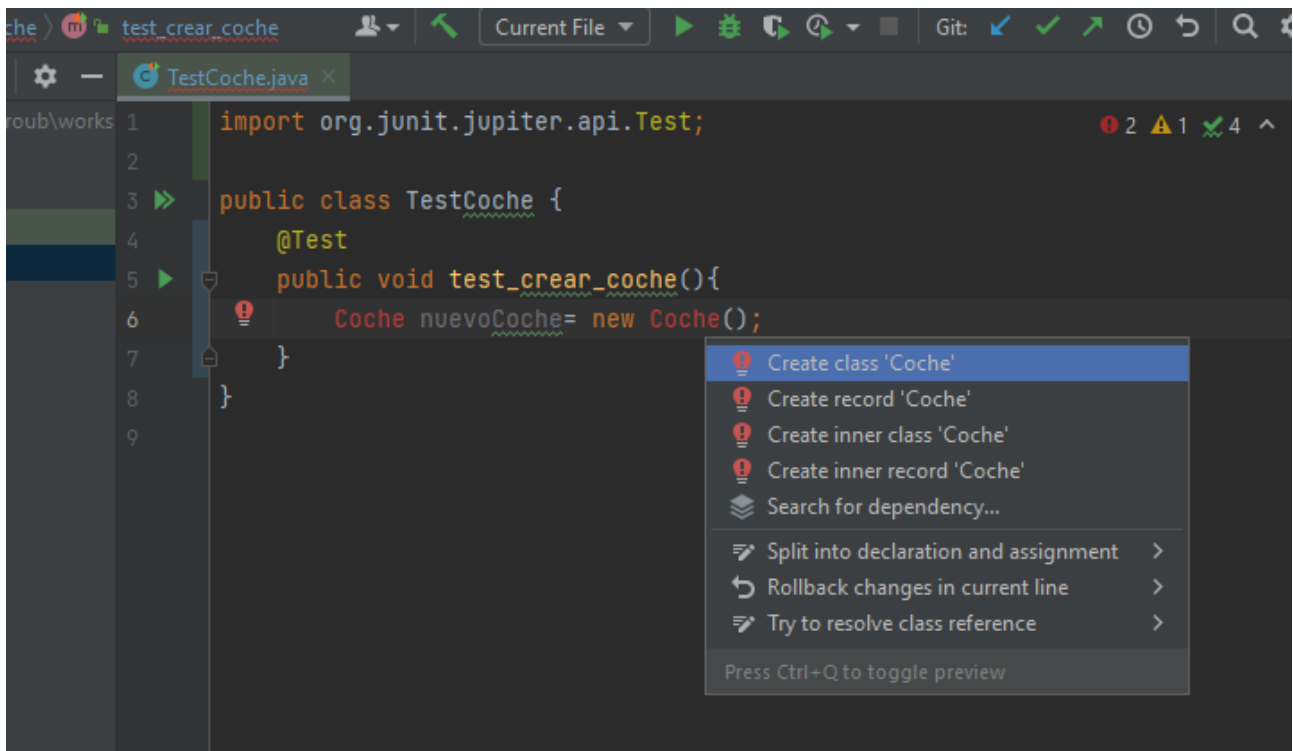 che test_crear_coche Current File Git:
TestCoche.java
roub\works 1 import org.junit.jupiter.api.Test; 2 1 4
2
3 public class TestCoche {
4 @Test
5 public void test_crear_coche(){
6 Coche nuevoCoche= new Coche();
7 }
8 }
9
Create class 'Coche'
Create record 'Coche'
Create inner class 'Coche'
Create inner record 'Coche'
Search for dependency...
Split into declaration and assignment
Rollback changes in current line
Try to resolve class reference
Press Ctrl+Q to toggle preview